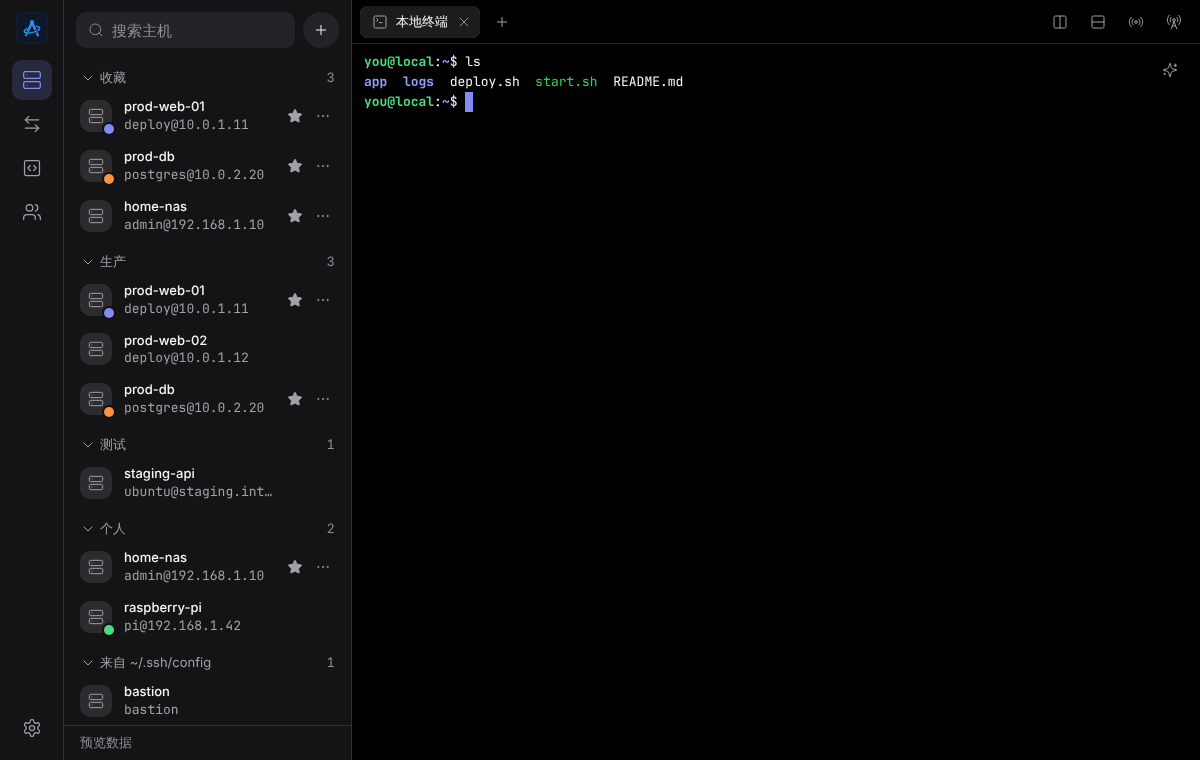 搜索主机
收藏 3
prod-web-01
deploy@10.0.1.11
prod-db
postgres@10.0.2.20
home-nas
admin@192.168.1.10
生产 3
prod-web-01
deploy@10.0.1.11
prod-web-02
deploy@10.0.1.12
prod-db
postgres@10.0.2.20
测试 1
staging-api
ubuntu@staging.int…
个人 2
home-nas
admin@192.168.1.10
raspberry-pi
pi@192.168.1.42
来自 ~/.ssh/config 1
bastion
bastion
预览数据
本地终端
you@local:~$ ls
app logs deploy.sh start.sh README.md
you@local:~$